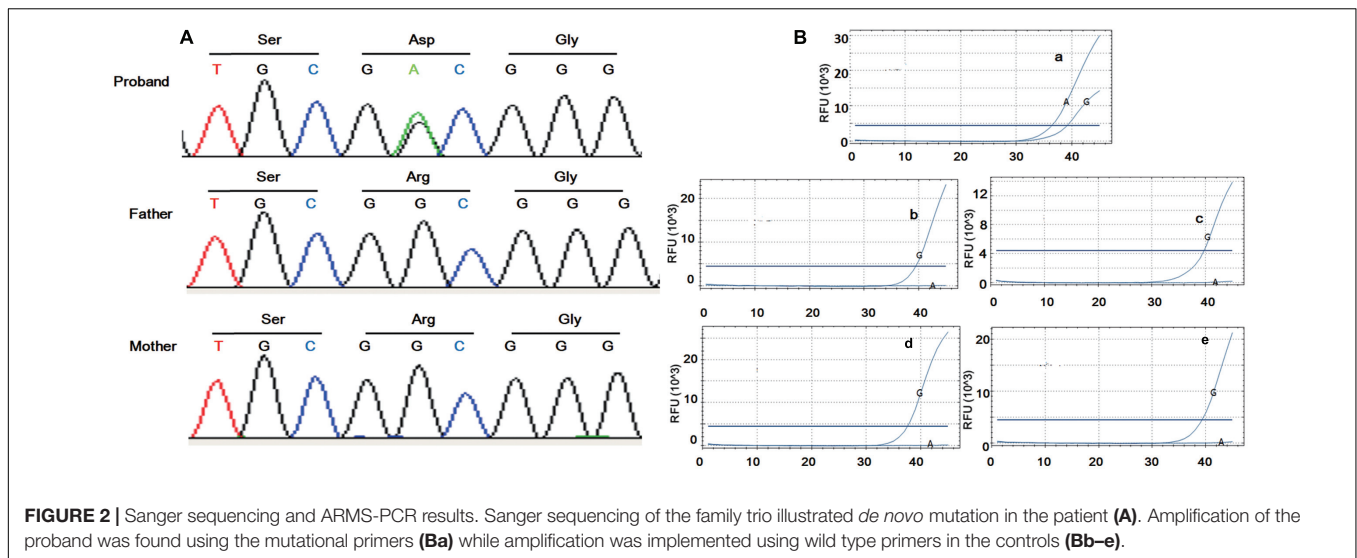 A
Ser Asp Gly
Proband
T G C G A C G G G
Ser Arg Gly
Father
T G C G G C G G G
Ser Arg Gly
Mother
T G C G G C G G G
B
a
RFU (10^3)
30
20
10
0
A G
0 10 20 30 40
b
RFU (10^3)
20
10
0
G
A
0 10 20 30 40
c
RFU (10^3)
12
8
4
0
G
A
0 10 20 30 40
d
RFU (10^3)
20
10
0
G
A
0 10 20 30 40
e
RFU (10^3)
20
10
0
G
A
0 10 20 30 40
FIGURE 2 | Sanger sequencing and ARMS-PCR results. Sanger sequencing of the family trio illustrated de novo mutation in the patient (A). Amplification of the
proband was found using the mutational primers (Ba) while amplification was implemented using wild type primers in the controls (Bb–e).